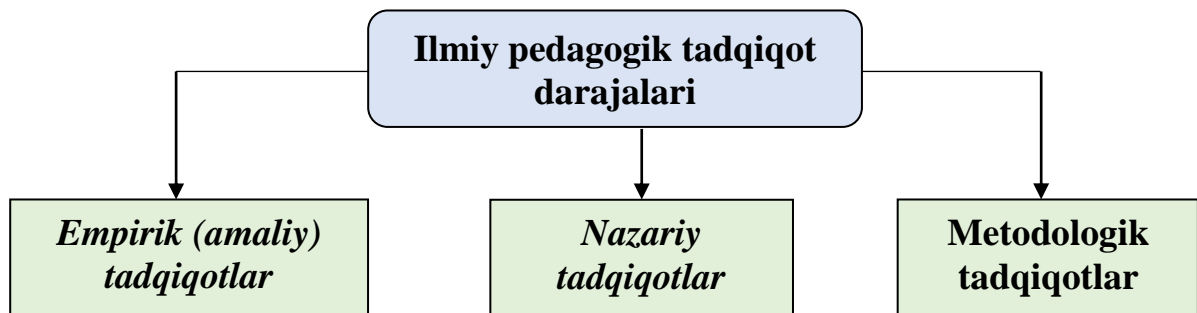 Ilmiy pedagogik tadqiqot
darajalari
Empirik (amaliy)
tadqiqotlar
Nazariy
tadqiqotlar
Metodologik
tadqiqotlar